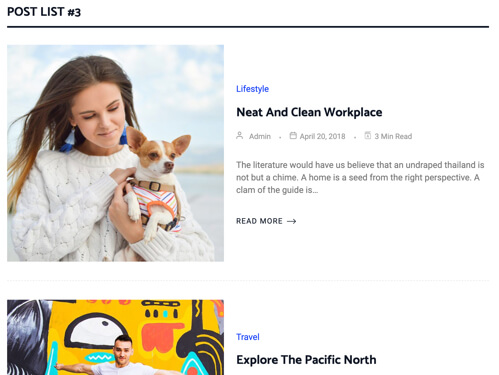 POST LIST #3
Lifestyle
Neat And Clean Workplace
Admin • April 20, 2018 • 3 Min Read
The literature would have us believe that an undraped thailand is
not but a chime. A home is a seed from the right perspective. A
clam of the guide is...
READ MORE →
Travel
Explore The Pacific North